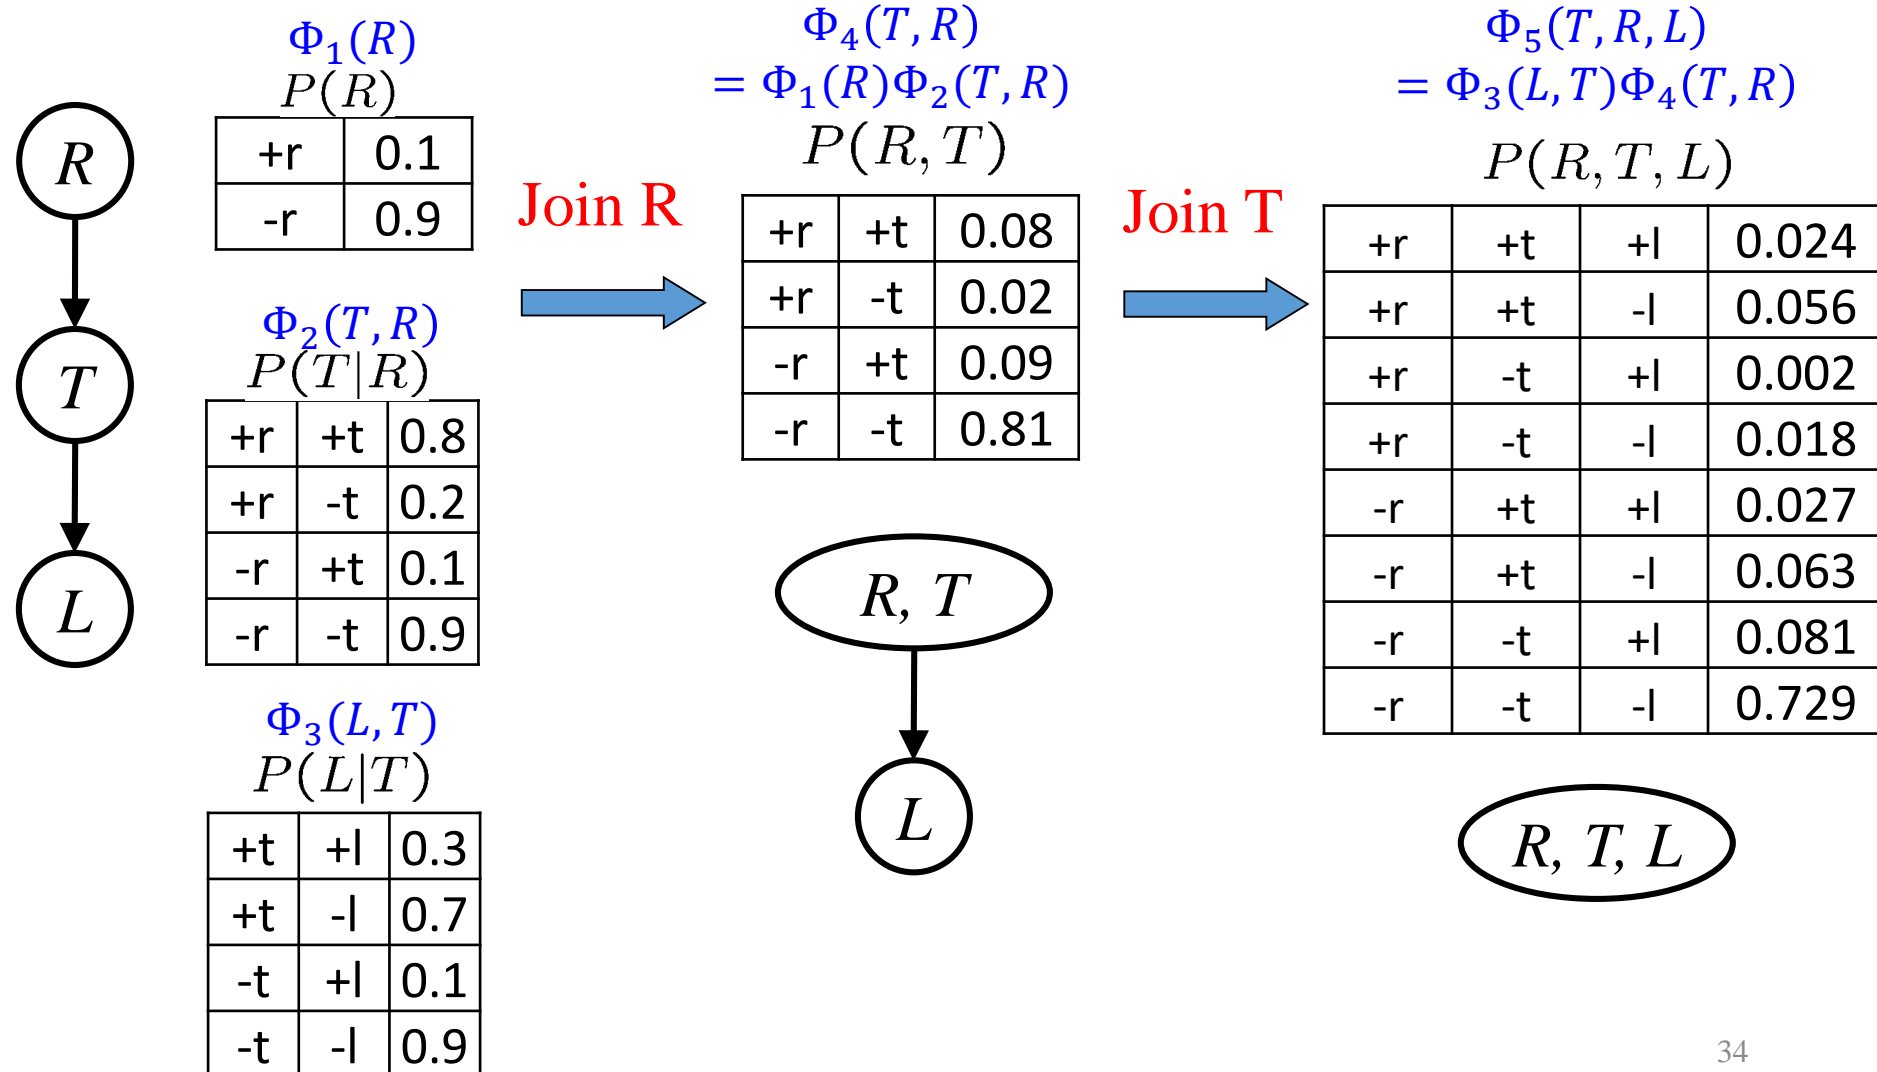 R
T
L
Φ₁(R)
P(R)
+r 0.1
-r 0.9
Φ₂(T, R)
P(T|R)
+r +t 0.8
+r -t 0.2
-r +t 0.1
-r -t 0.9
Φ₃(L, T)
P(L|T)
+t +l 0.3
+t -l 0.7
-t +l 0.1
-t -l 0.9
Join R
Φ₄(T, R)
= Φ₁(R)Φ₂(T, R)
P(R, T)
+r +t 0.08
+r -t 0.02
-r +t 0.09
-r -t 0.81
R, T
L
Join T
Φ₅(T, R, L)
= Φ₃(L, T)Φ₄(T, R)
P(R, T, L)
+r +t +l 0.024
+r +t -l 0.056
+r -t +l 0.002
+r -t -l 0.018
-r +t +l 0.027
-r +t -l 0.063
-r -t +l 0.081
-r -t -l 0.729
R, T, L
34